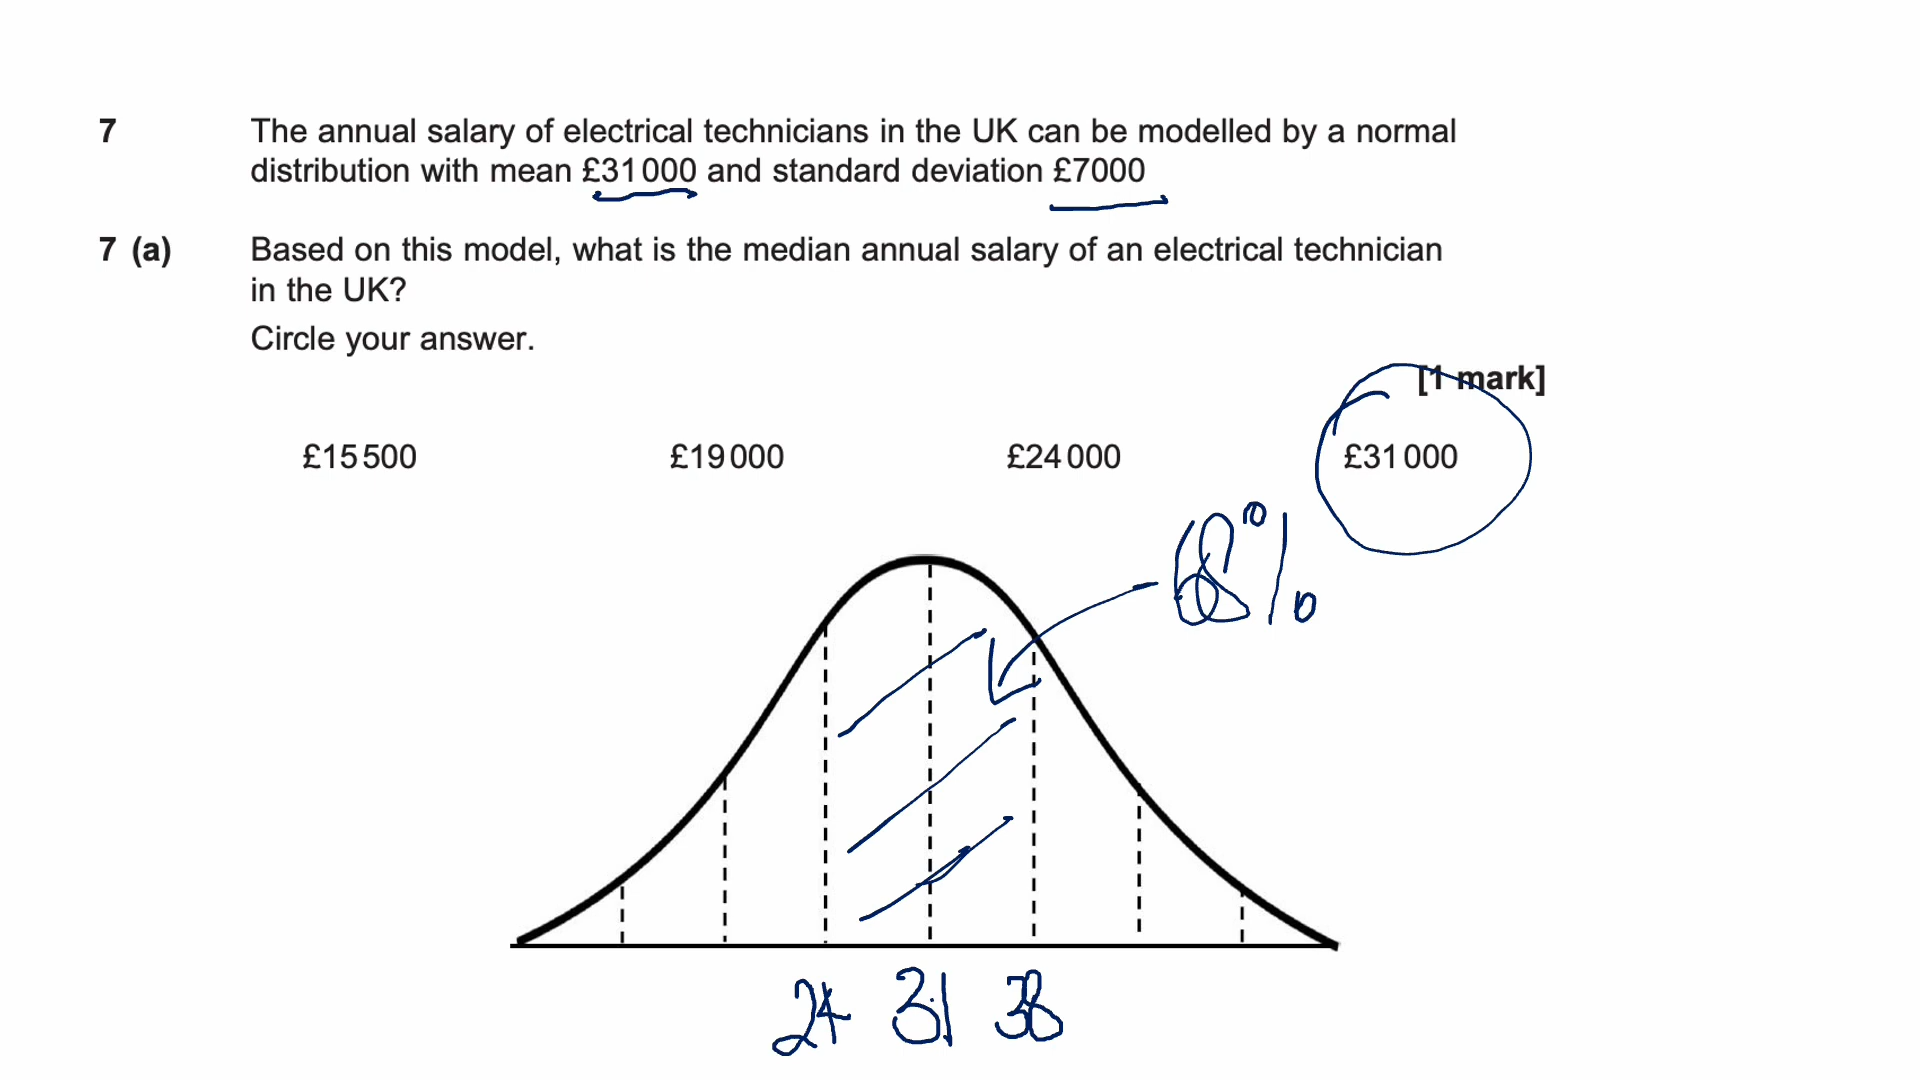 7 The annual salary of electrical technicians in the UK can be modelled by a normal
distribution with mean £31 000 and standard deviation £7000
7 (a) Based on this model, what is the median annual salary of an electrical technician
in the UK?
Circle your answer.
[1 mark]
£15 500 £19 000 £24 000 £31 000
68%
24 31 38